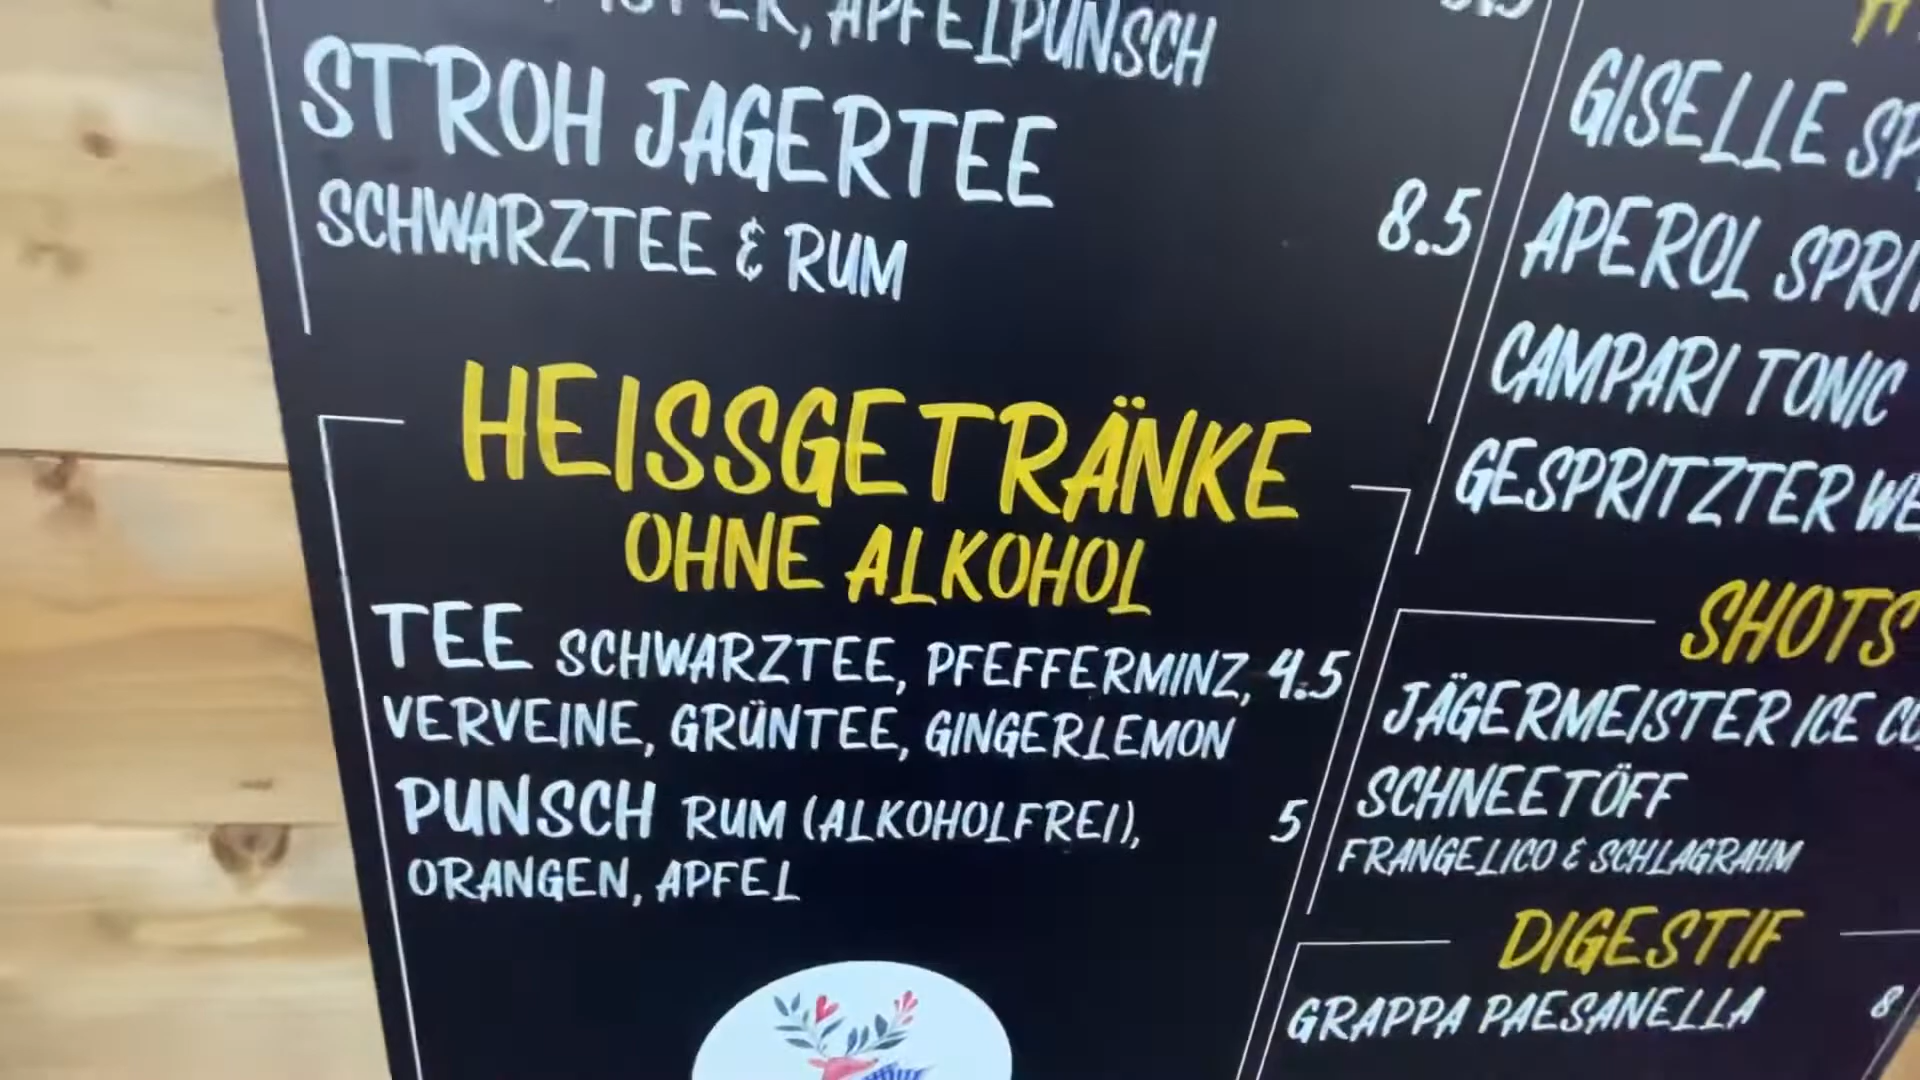 APFELPUNSCH
STROH JAGERTEE
SCHWARZTEE & RUM 8.5
HEISSGETRÄNKE
OHNE ALKOHOL
TEE SCHWARZTEE, PFEFFERMINZ, 4.5
VERVEINE, GRÜNTEE, GINGERLEMON
PUNSCH RUM (ALKOHOLFREI), 5
ORANGEN, APFEL
GISELLE
APEROL
CAMPARI TONIC
GESPRITZTER
SHOTS
JÄGERMEISTER ICE
SCHNEETÖFF
FRANGELICO & SCHLAGRAHM
DIGESTIF
GRAPPA PAESANELLA 8